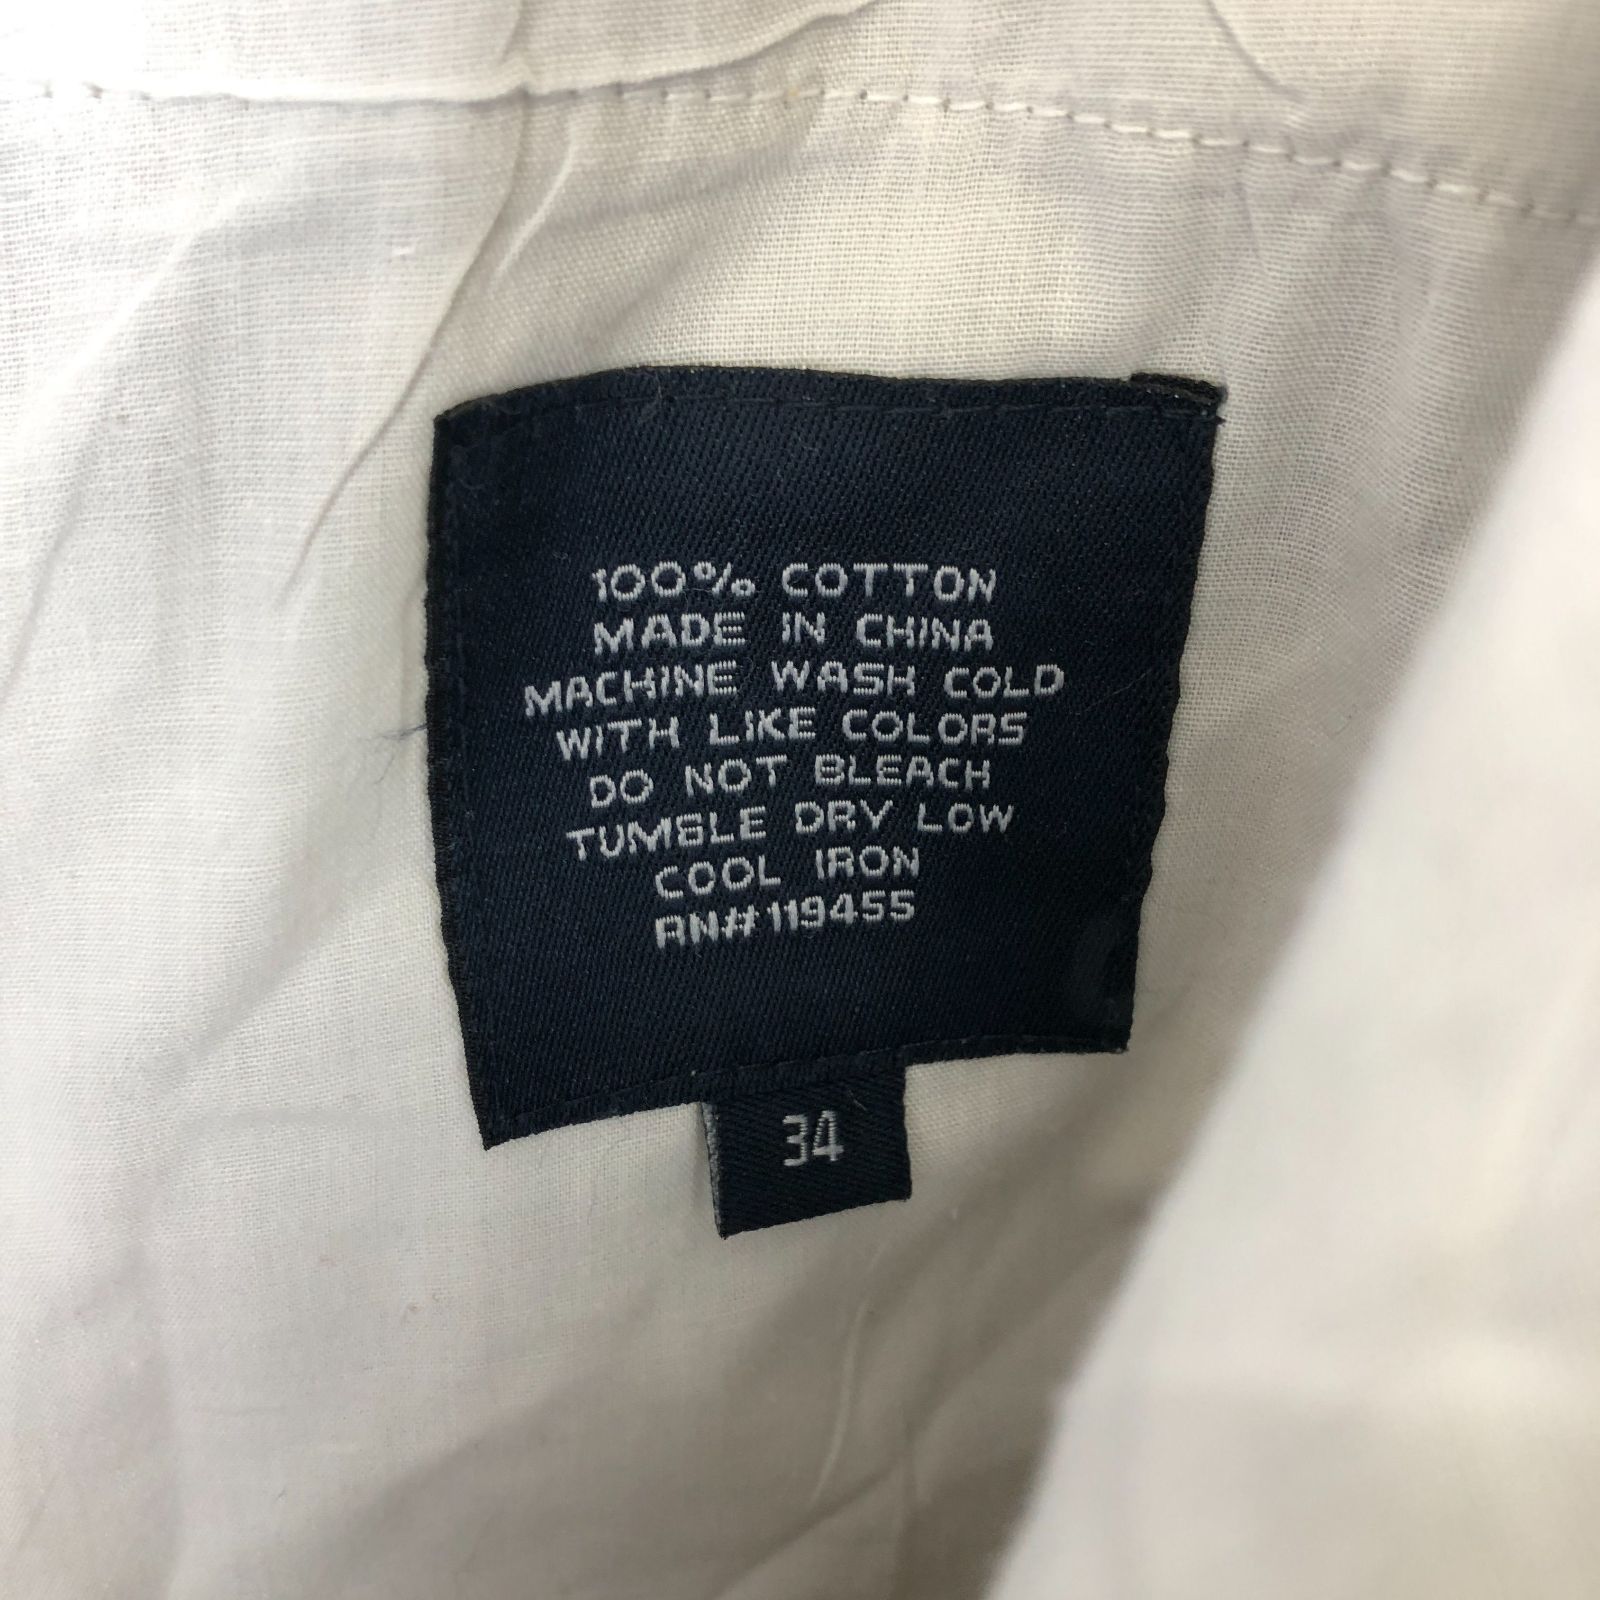 100% COTTON
MADE IN CHINA
MACHINE WASH COLD
WITH LIKE COLORS
DO NOT BLEACH
TUMBLE DRY LOW
COOL IRON
RN#119455
34